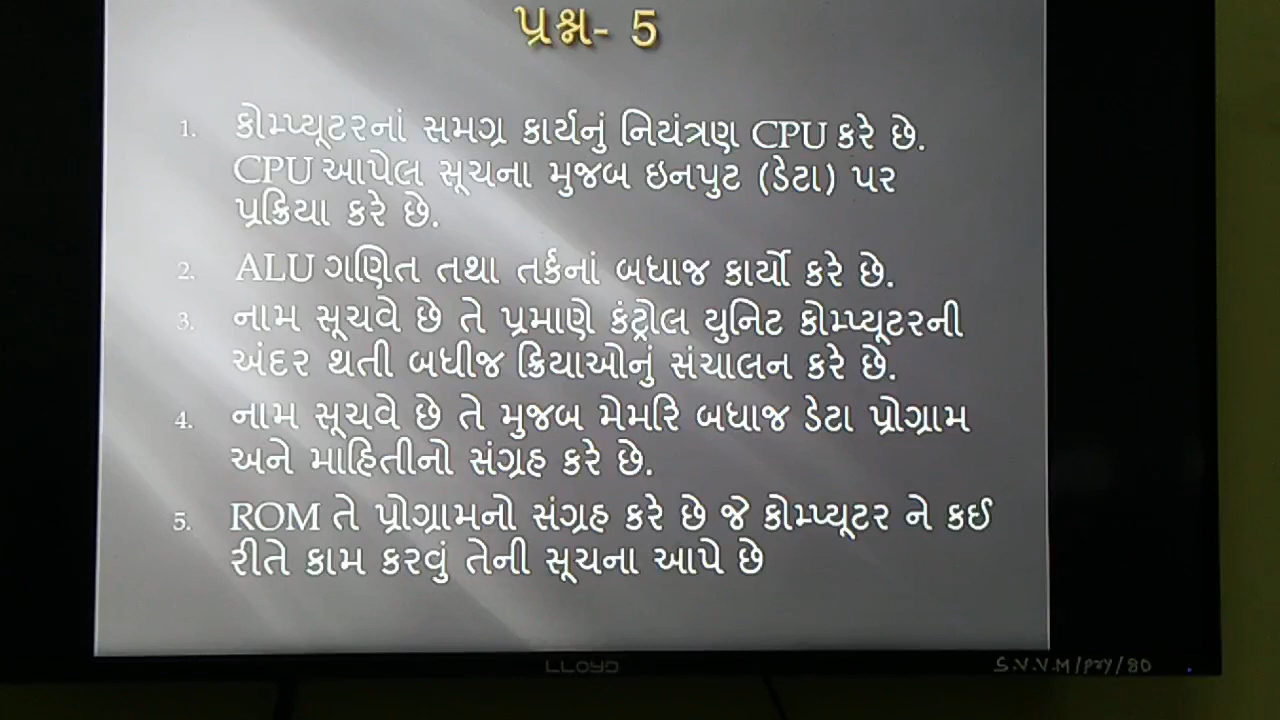 પ્રશ્ન- 5
1. કોમ્પ્યૂટરનાં સમગ્ર કાર્યનું નિયંત્રણ CPU કરે છે.
CPU આપેલ સૂચના મુજબ ઇનપુટ (ડેટા) પર
પ્રક્રિયા કરે છે.
2. ALU ગણિત તથા તર્કનાં બધાજ કાર્યો કરે છે.
3. નામ સૂચવે છે તે પ્રમાણે કંટ્રોલ યુનિટ કોમ્પ્યૂટરની
અંદર થતી બધીજ ક્રિયાઓનું સંચાલન કરે છે.
4. નામ સૂચવે છે તે મુજબ મેમરિ બધાજ ડેટા પ્રોગ્રામ
અને માહિતીનો સંગ્રહ કરે છે.
5. ROM તે પ્રોગ્રામનો સંગ્રહ કરે છે જે કોમ્પ્યૂટર ને કઈ
રીતે કામ કરવું તેની સૂચના આપે છે
LLOYD
S.V.V.M/PRY/80